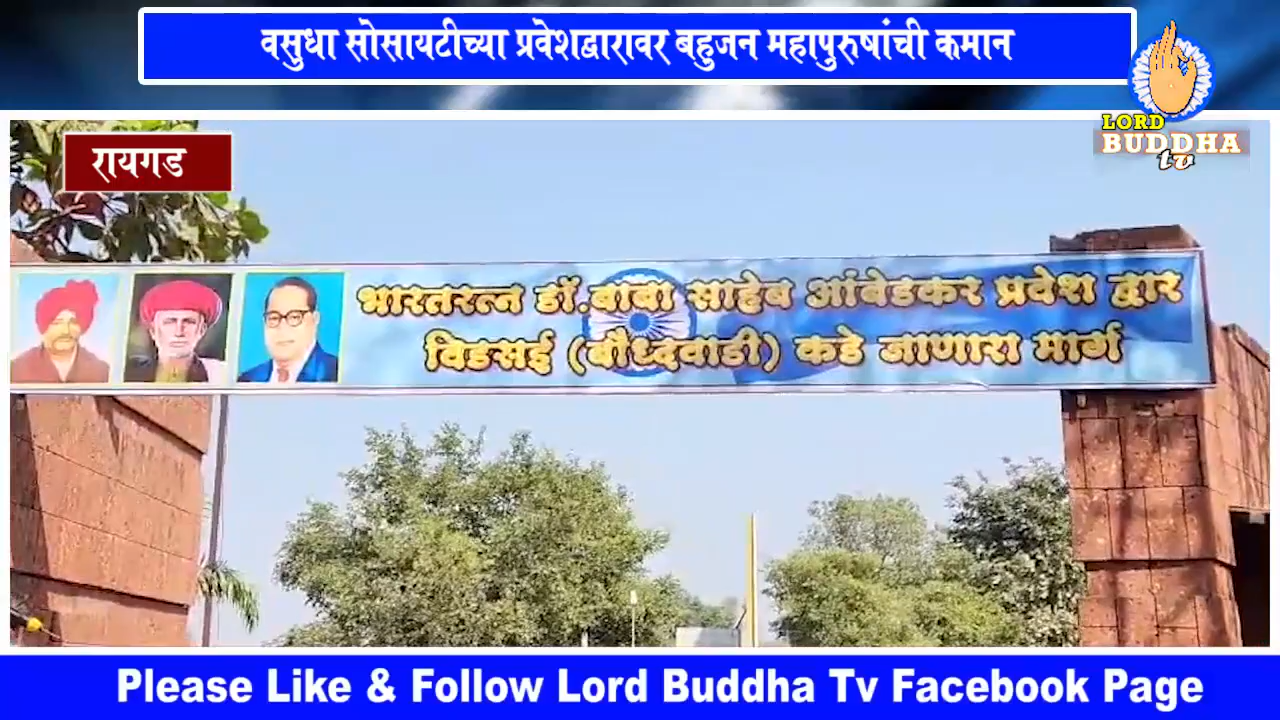 वसुधा सोसायटीच्या प्रवेशद्वारावर बहुजन महापुरुषांची कमान
LORD
BUDDHA
tv
रायगड
भारतरत्न डॉ.बाबा साहेब आंबेडकर प्रवेश द्वार
विडसई (बौध्दवाडी) कडे जाणारा मार्ग
Please Like & Follow Lord Buddha Tv Facebook Page